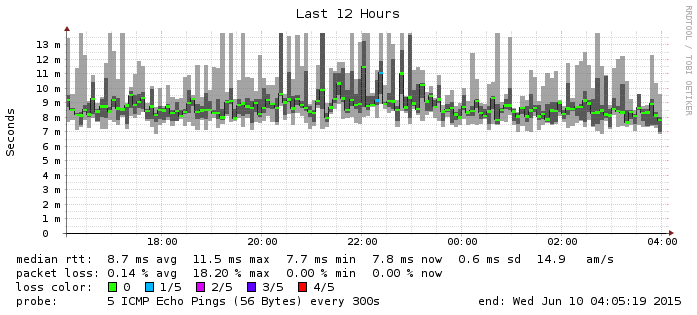 Last 12 Hours
RRDTOOL / TOBI OETIKER
Seconds
13 m
12 m
11 m
10 m
9 m
8 m
7 m
6 m
5 m
4 m
3 m
2 m
1 m
0
18:00 20:00 22:00 00:00 02:00 04:00
median rtt: 8.7 ms avg 11.5 ms max 7.7 ms min 7.8 ms now 0.6 ms sd 14.9 am/s
packet loss: 0.14 % avg 18.20 % max 0.00 % min 0.00 % now
loss color: 0 1/5 2/5 3/5 4/5
probe: 5 ICMP Echo Pings (56 Bytes) every 300s end: Wed Jun 10 04:05:19 2015